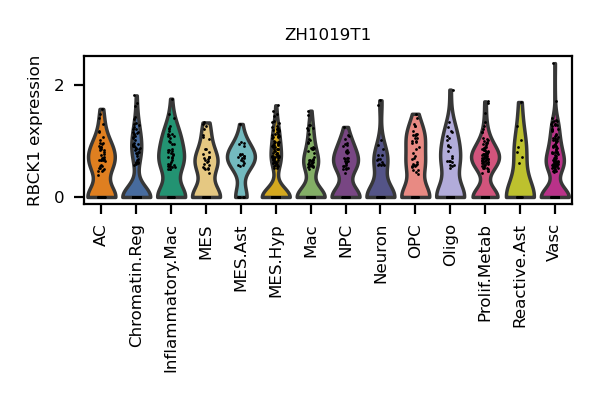 ZH1019T1
RBCK1 expression
2
0
AC
Chromatin.Reg
Inflammatory.Mac
MES
MES.Ast
MES.Hyp
Mac
NPC
Neuron
OPC
Oligo
Prolif.Metab
Reactive.Ast
Vasc